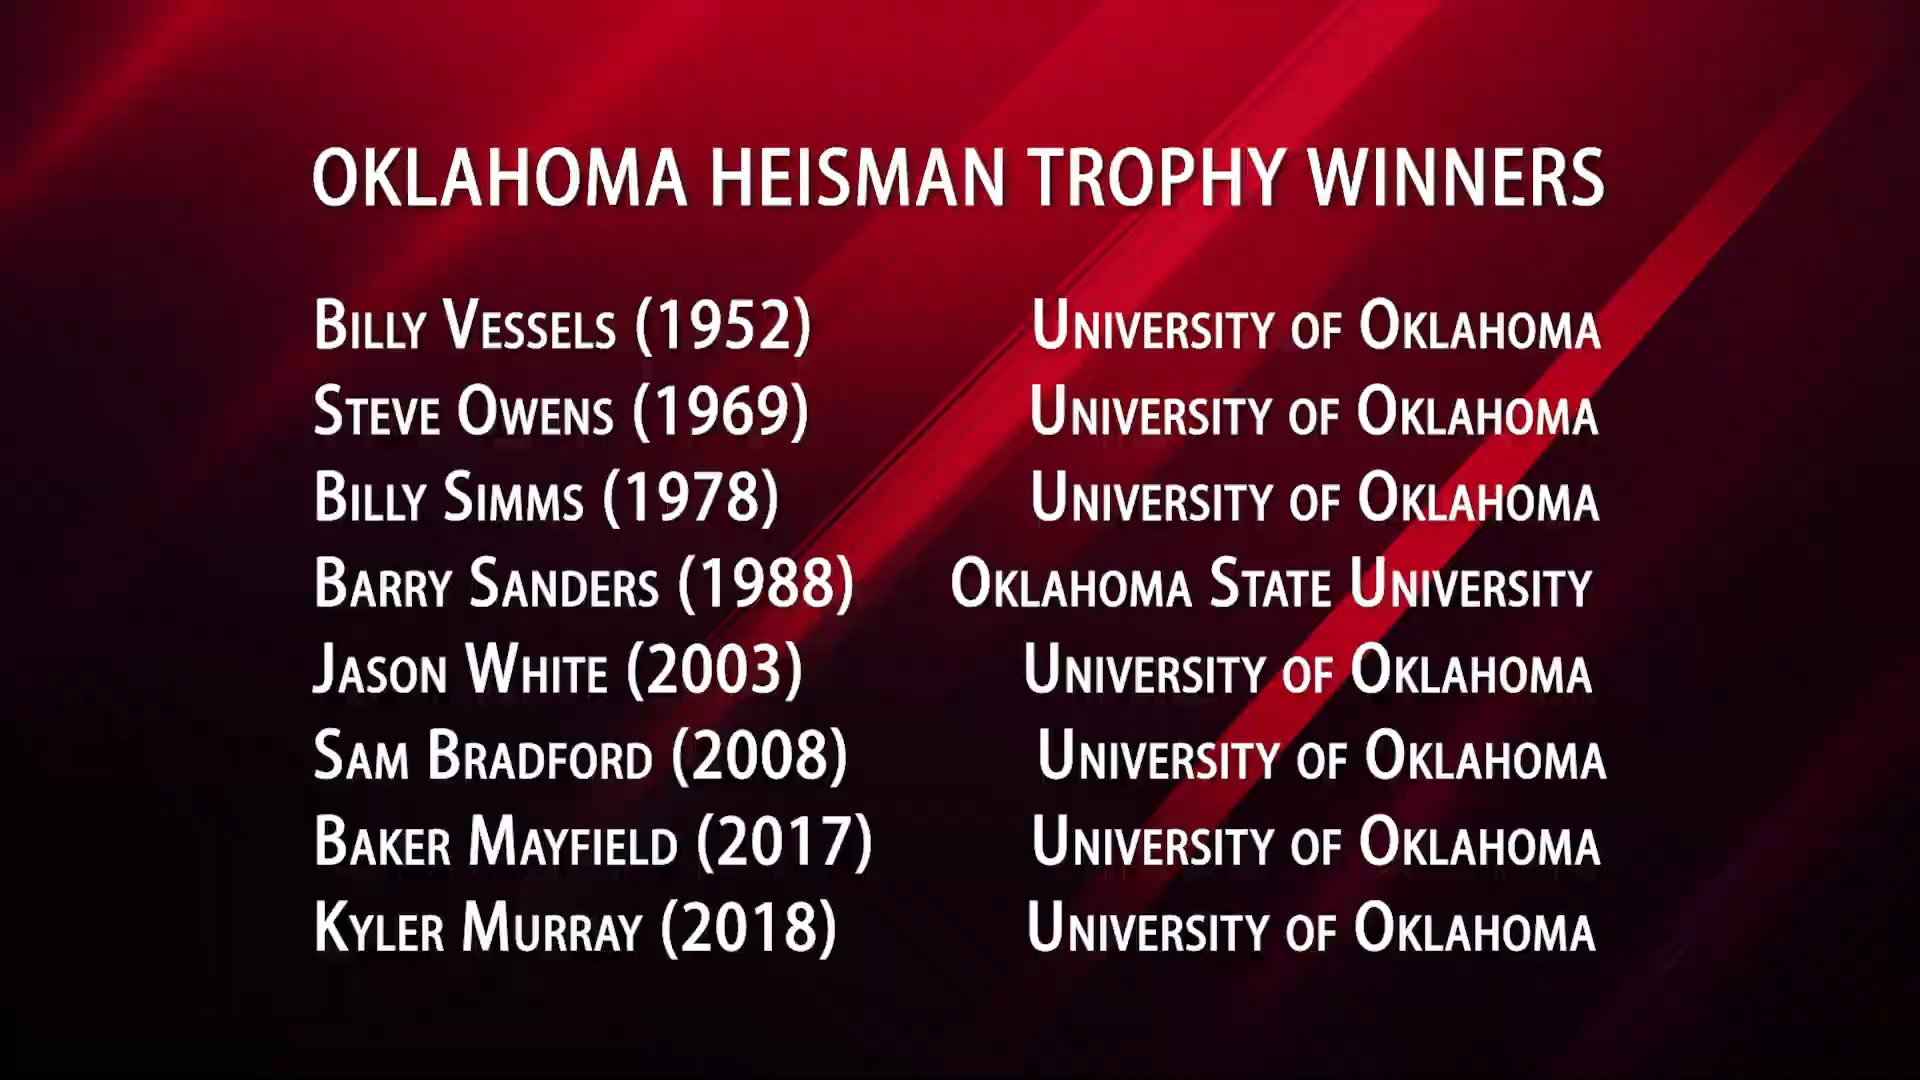 OKLAHOMA HEISMAN TROPHY WINNERS
Billy Vessels (1952) University of Oklahoma
Steve Owens (1969) University of Oklahoma
Billy Simms (1978) University of Oklahoma
Barry Sanders (1988) Oklahoma State University
Jason White (2003) University of Oklahoma
Sam Bradford (2008) University of Oklahoma
Baker Mayfield (2017) University of Oklahoma
Kyler Murray (2018) University of Oklahoma